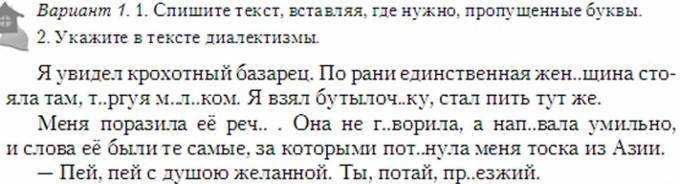 Вариант 1. 1. Спишите текст, вставляя, где нужно, пропущенные буквы.
2. Укажите в тексте диалектизмы.
Я увидел крохотный базарец. По рани единственная жен..щина сто-
яла там, т..ргуя м..л..ком. Я взял бутылоч..ку, стал пить тут же.
Меня поразила её реч.. . Она не г..ворила, а нап..вала умильно,
и слова её были те самые, за которыми пот..нула меня тоска из Азии.
— Пей, пей с душою желанной. Ты, потай, пр..езжий.